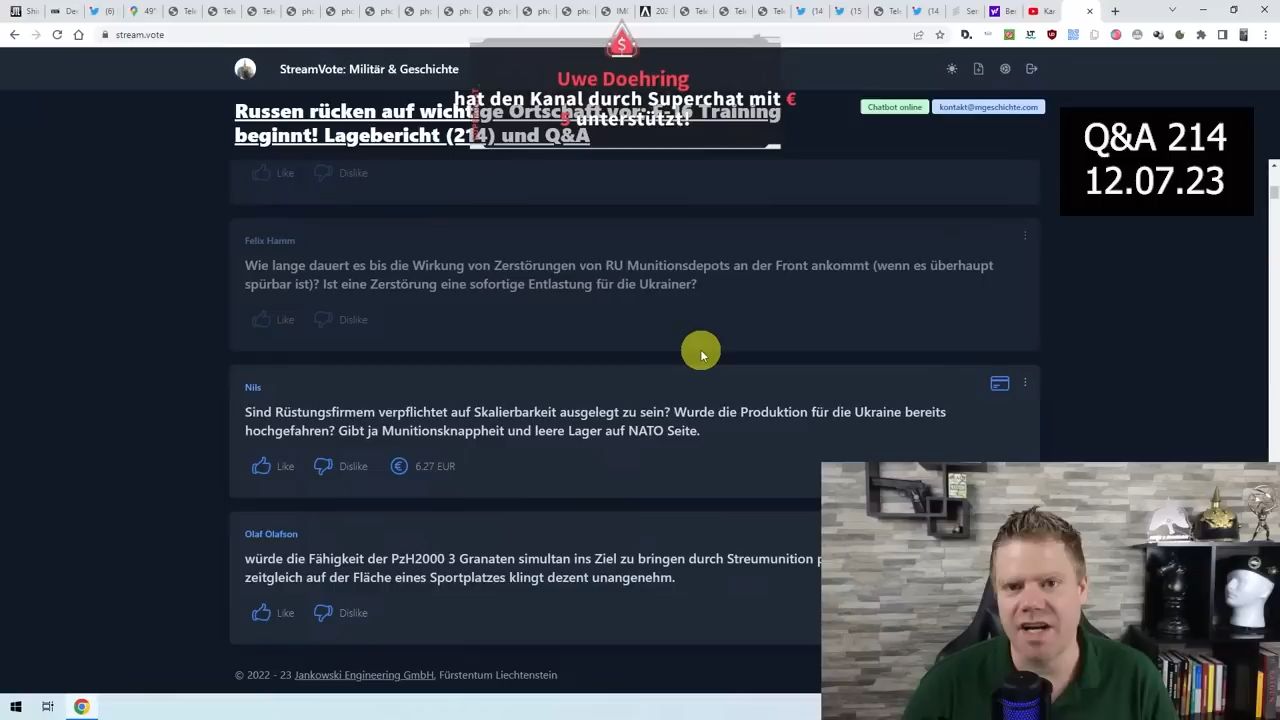 stream.vote
StreamVote: Militär & Geschichte
Uwe Doehring
hat den Kanal durch Superchat mit €
5 unterstützt!
Russen rücken auf wichtige Ortschaft vor! F-16 Training
beginnt! Lagebericht (214) und Q&A
Chatbot online
kontakt@mgeschichte.com
Q&A 214
12.07.23
Like Dislike
Felix Hamm
Wie lange dauert es bis die Wirkung von Zerstörungen von RU Munitionsdepots an der Front ankommt (wenn es überhaupt
spürbar ist)? Ist eine Zerstörung eine sofortige Entlastung für die Ukrainer?
Like Dislike
Nils
Sind Rüstungsfirmem verpflichtet auf Skalierbarkeit ausgelegt zu sein? Wurde die Produktion für die Ukraine bereits
hochgefahren? Gibt ja Munitionsknappheit und leere Lager auf NATO Seite.
Like Dislike 6.27 EUR
Olaf Olafson
würde die Fähigkeit der PzH2000 3 Granaten simultan ins Ziel zu bringen durch Streumunition
zeitgleich auf der Fläche eines Sportplatzes klingt dezent unangenehm.
Like Dislike
© 2022 - 23 Jankowski Engineering GmbH, Fürstentum Liechtenstein